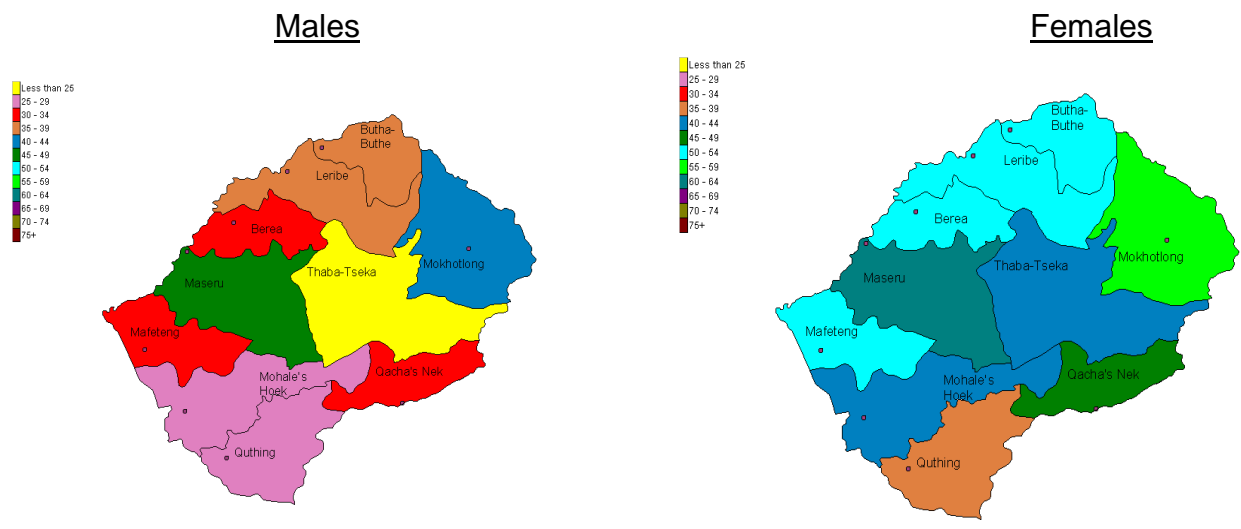 Males
Females
Less than 25
25 - 29
30 - 34
35 - 39
40 - 44
45 - 49
50 - 54
55 - 59
60 - 64
65 - 69
70 - 74
75+
Butha-
Buthe
Leribe
Berea
Mokhotlong
Thaba-Tseka
Maseru
Mafeteng
Mohale's
Hoek
Qacha's Nek
Quthing
Less than 25
25 - 29
30 - 34
35 - 39
40 - 44
45 - 49
50 - 54
55 - 59
60 - 64
65 - 69
70 - 74
75+
Butha-
Buthe
Leribe
Berea
Mokhotlong
Thaba-Tseka
Maseru
Mafeteng
Mohale's
Hoek
Qacha's Nek
Quthing